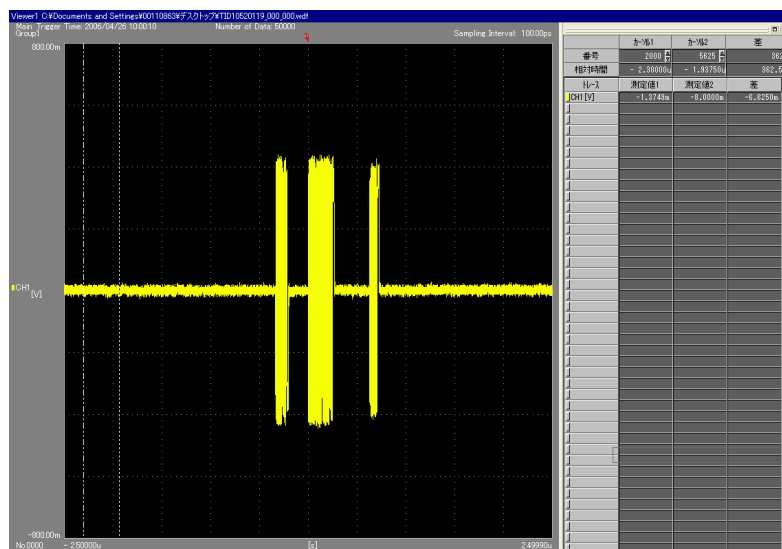 Viewer1 C:¥Documents and Settings¥00110863¥デスクトップ¥TID10520119_000_000.wdf
Main Trigger Time: 2006/04/26 10:00:10 Number of Data: 50000
Group1 Sampling Interval: 100.00ps
800.00m
CH1
[V]
-800.00m
No.0000 -2.50000u [s] 2.49990u
カーソル1 カーソル2 差
番号 2000 5625 362
相対時間 - 2.30000u - 1.93750u 362.5
トレース 測定値1 測定値2 差
CH1 [V] -1.3749m -8.0000m -6.6250m